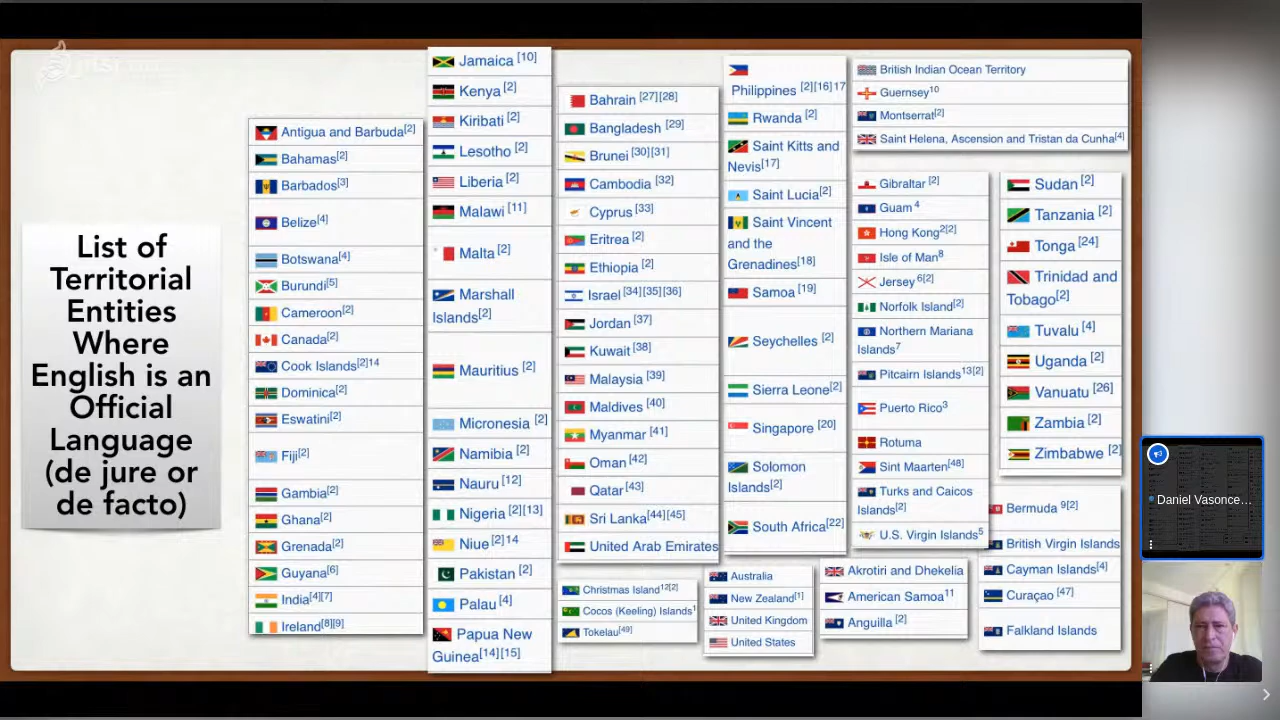 List of
Territorial
Entities
Where
English is an
Official
Language
(de jure or
de facto)
Antigua and Barbuda[2]
Bahamas[2]
Barbados[3]
Belize[4]
Botswana[4]
Burundi[5]
Cameroon[2]
Canada[2]
Cook Islands[2]14
Dominica[2]
Eswatini[2]
Fiji[2]
Gambia[2]
Ghana[2]
Grenada[2]
Guyana[6]
India[4][7]
Ireland[8][9]
Jamaica [10]
Kenya [2]
Kiribati [2]
Lesotho [2]
Liberia [2]
Malawi [11]
Malta [2]
Marshall
Islands[2]
Mauritius [2]
Micronesia [2]
Namibia [2]
Nauru [12]
Nigeria [2][13]
Niue [2]14
Pakistan [2]
Palau [4]
Papua New
Guinea[14][15]
Bahrain [27][28]
Bangladesh [29]
Brunei [30][31]
Cambodia [32]
Cyprus [33]
Eritrea [2]
Ethiopia [2]
Israel [34][35][36]
Jordan [37]
Kuwait [38]
Malaysia [39]
Maldives [40]
Myanmar [41]
Oman [42]
Qatar [43]
Sri Lanka[44][45]
United Arab Emirates
Christmas Island12[2]
Cocos (Keeling) Islands1
Tokelau[49]
Philippines [2][16]17
Rwanda [2]
Saint Kitts and
Nevis[17]
Saint Lucia[2]
Saint Vincent
and the
Grenadines[18]
Samoa [19]
Seychelles [2]
Sierra Leone[2]
Singapore [20]
Solomon
Islands[2]
South Africa[22]
Australia
New Zealand[1]
United Kingdom
United States
British Indian Ocean Territory
Guernsey10
Montserrat[2]
Saint Helena, Ascension and Tristan da Cunha[4]
Gibraltar [2]
Guam 4
Hong Kong2[2]
Isle of Man8
Jersey 6[2]
Norfolk Island[2]
Northern Mariana
Islands7
Pitcairn Islands13[2]
Puerto Rico3
Rotuma
Sint Maarten[48]
Turks and Caicos
Islands[2]
U.S. Virgin Islands5
Akrotiri and Dhekelia
American Samoa11
Anguilla [2]
Sudan [2]
Tanzania [2]
Tonga [24]
Trinidad and
Tobago[2]
Tuvalu [4]
Uganda [2]
Vanuatu [26]
Zambia [2]
Zimbabwe [2]
Bermuda 9[2]
British Virgin Islands
Cayman Islands[4]
Curaçao [47]
Falkland Islands
Daniel Vasonce...